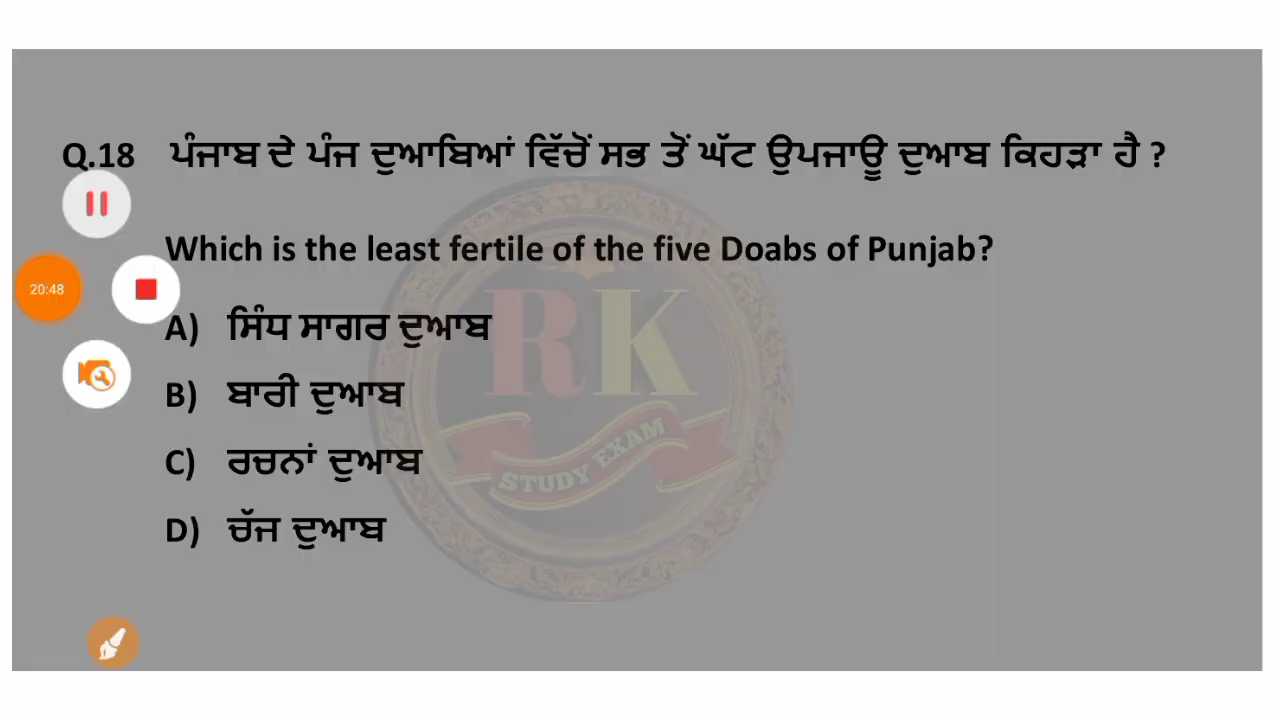 Q.18 ਪੰਜਾਬ ਦੇ ਪੰਜ ਦੁਆਬਿਆਂ ਵਿੱਚੋਂ ਸਭ ਤੋਂ ਘੱਟ ਉਪਜਾਊ ਦੁਆਬ ਕਿਹੜਾ ਹੈ ?
Which is the least fertile of the five Doabs of Punjab?
20:48
A) ਸਿੰਧ ਸਾਗਰ ਦੁਆਬ
B) ਬਾਰੀ ਦੁਆਬ
C) ਰਚਨਾਂ ਦੁਆਬ
D) ਚੱਜ ਦੁਆਬ
RK
STUDY EXAM